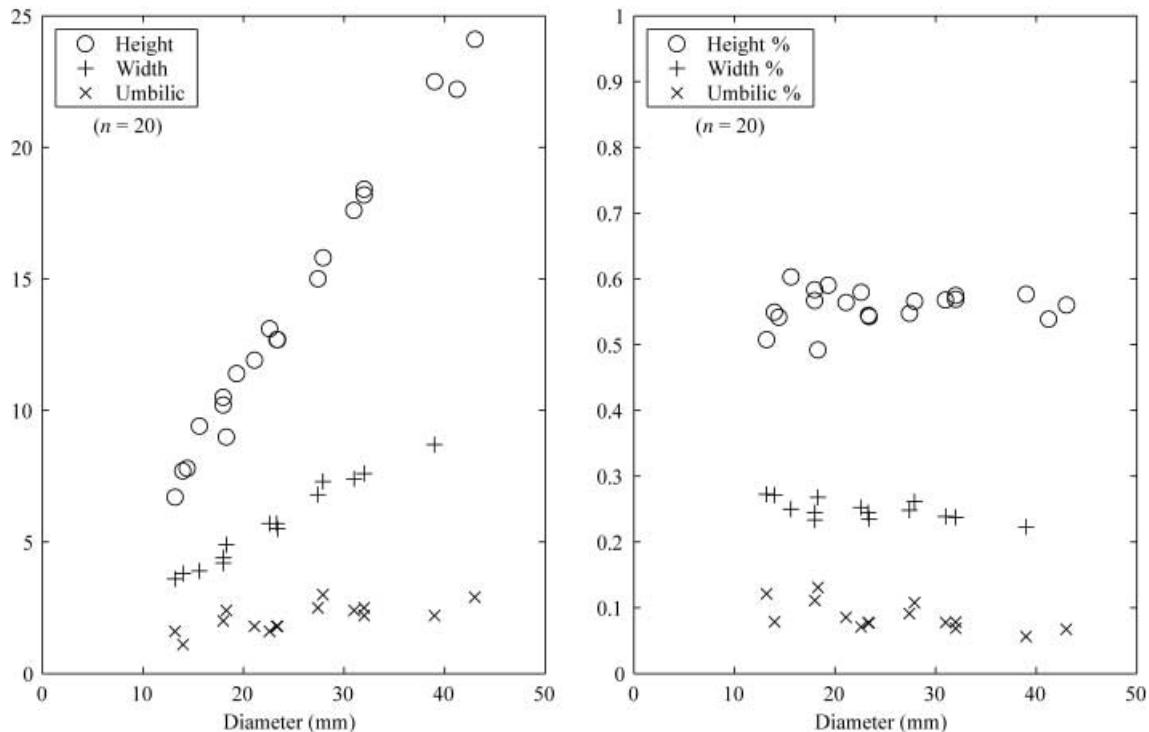 25
20
15
10
5
0
Height
Width
Umbilic
(n = 20)
0 10 20 30 40 50
Diameter (mm)
1
0.9
0.8
0.7
0.6
0.5
0.4
0.3
0.2
0.1
0
Height %
Width %
Umbilic %
(n = 20)
0 10 20 30 40 50
Diameter (mm)